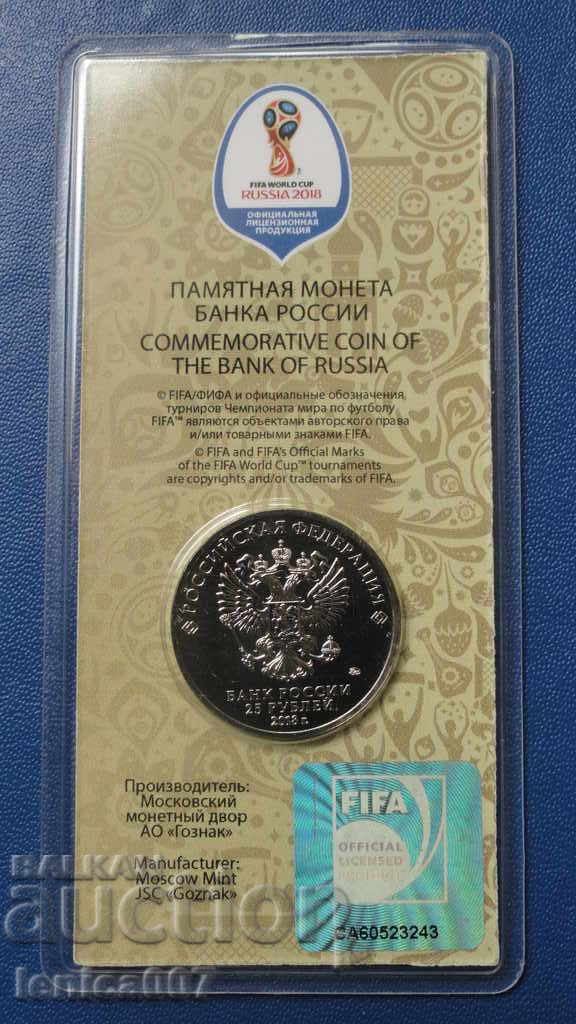 FIFA WORLD CUP
RUSSIA 2018
ОФИЦИАЛЬНАЯ
ЛИЦЕНЗИОННАЯ
ПРОДУКЦИЯ
ПАМЯТНАЯ МОНЕТА
БАНКА РОССИИ
COMMEMORATIVE COIN OF
THE BANK OF RUSSIA
© FIFA/ФИФА и официальные обозначения
турниров Чемпионата мира по футболу
FIFA™ являются объектами авторского права
и/или товарными знаками FIFA.
© FIFA and FIFA's Official Marks
of the FIFA World Cup™ tournaments
are copyrights and/or trademarks of FIFA.
РОССИЙСКАЯ ФЕДЕРАЦИЯ
БАНК РОССИИ
25 РУБЛЕЙ
2018 г.
Производитель:
Московский
монетный двор
АО «Гознак»
Manufacturer:
Moscow Mint
JSC «Goznak»
FIFA
OFFICIAL
LICENSED
PRODUCT
CA60523243
BALKAN
auction
lenica007